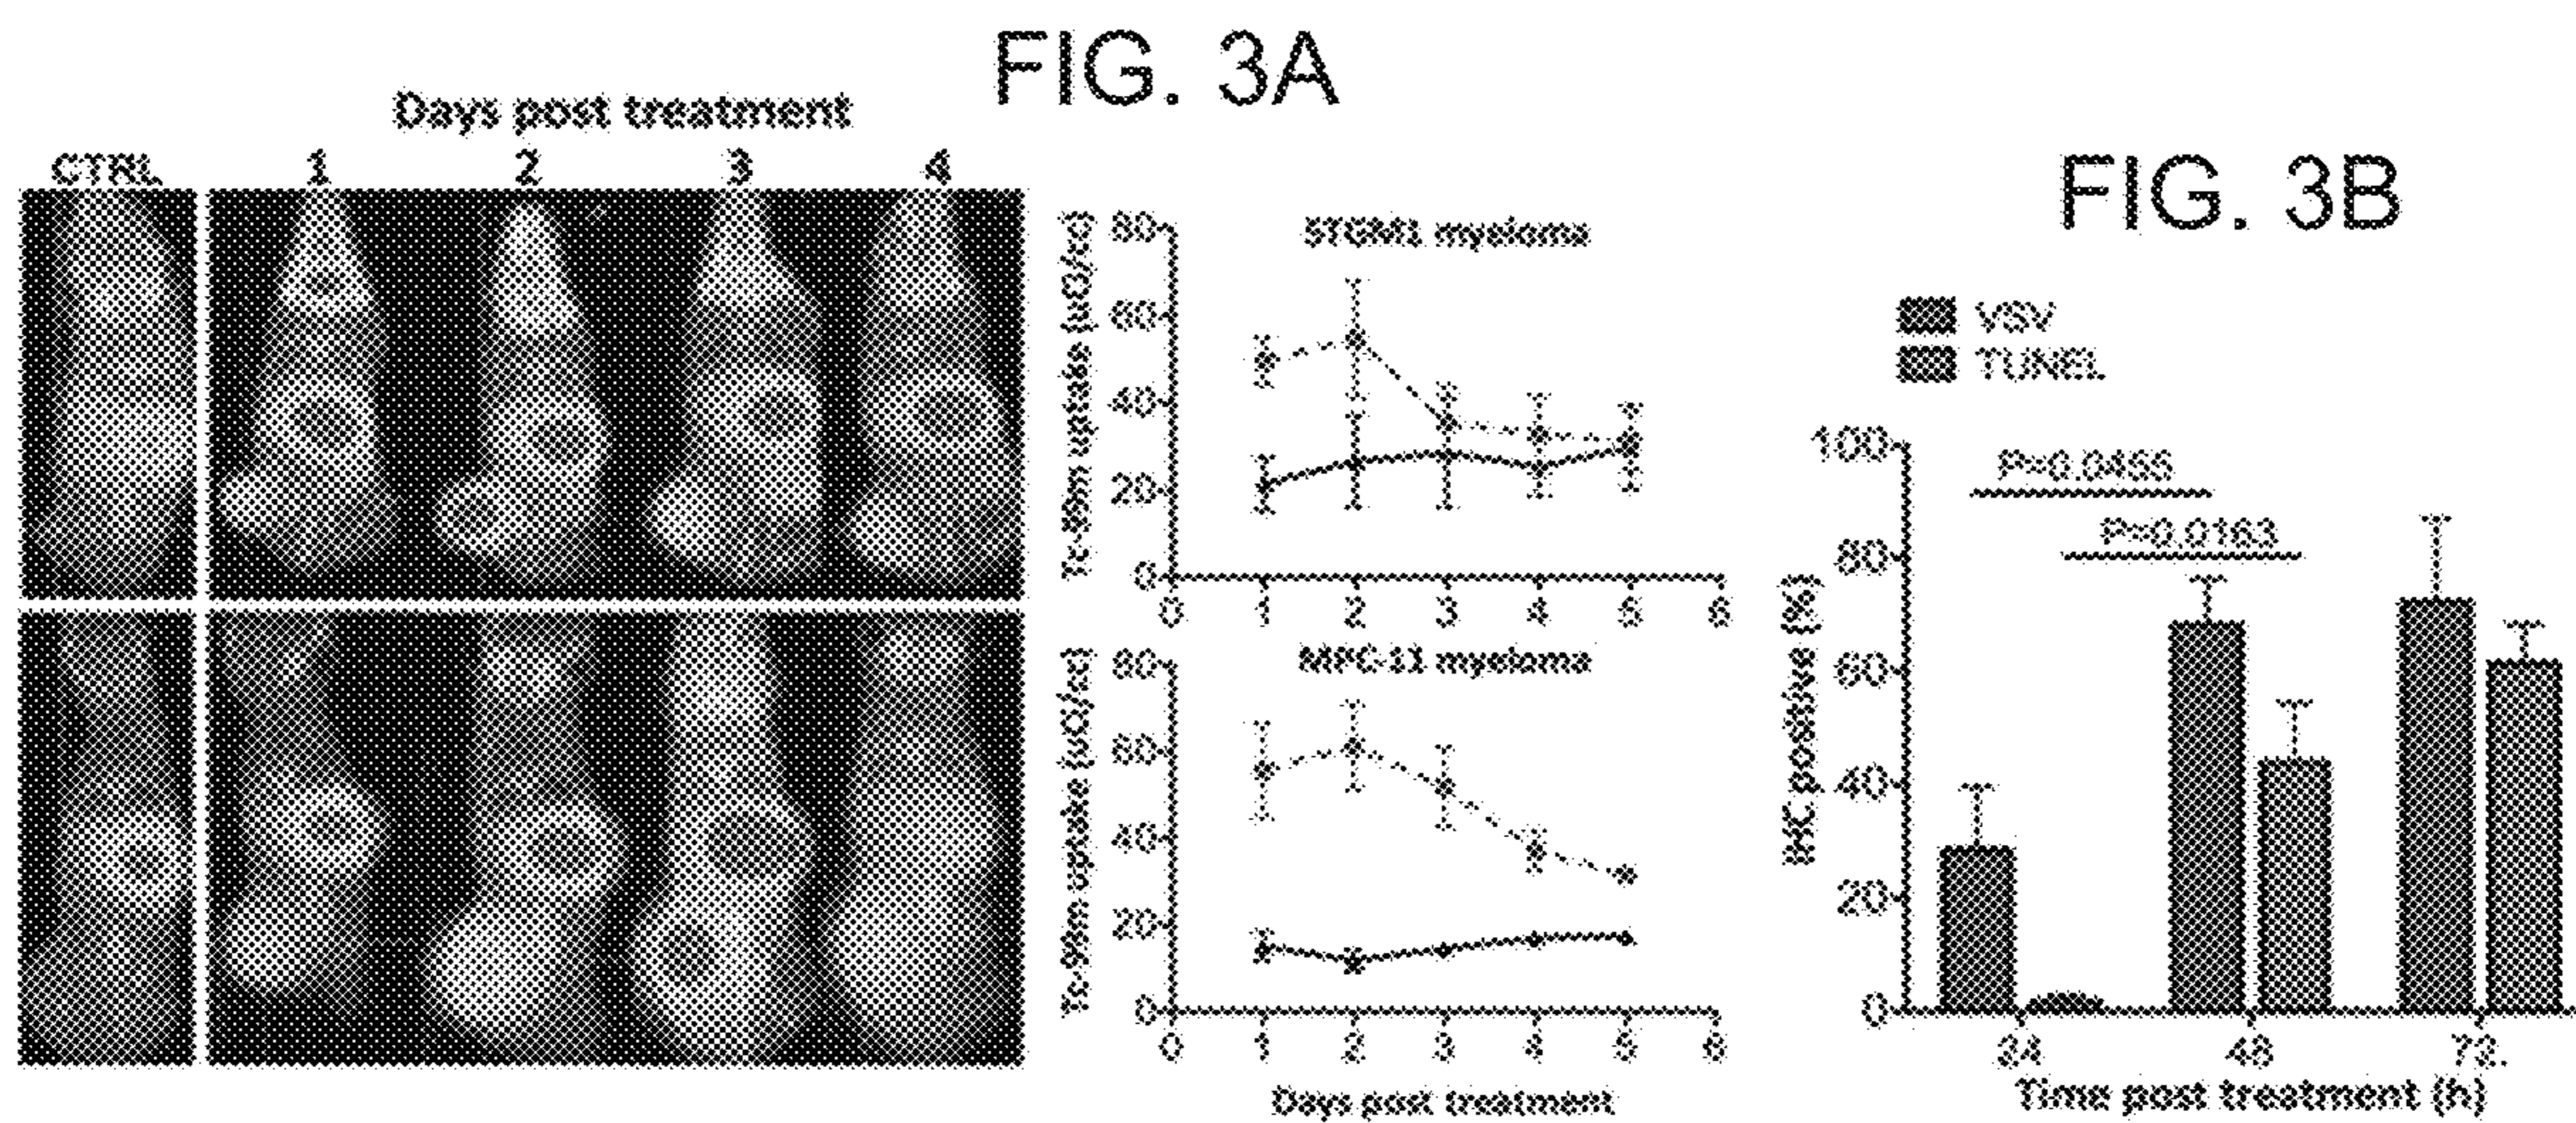 FIG. 3A
Days post treatment
CTRL 1 2 3 4
Tc-99m uptake (uCi/cc)
80
60
40
20
0
5TGM1 myeloma
0 1 2 3 4 5 6
Tc-99m uptake (uCi/cc)
80
60
40
20
0
MPC-11 myeloma
0 1 2 3 4 5 6
Days post treatment
FIG. 3B
VSV
TUNEL
IHC positive (%)
100
80
60
40
20
0
P=0.0163
24 48 72
Time post treatment (h)